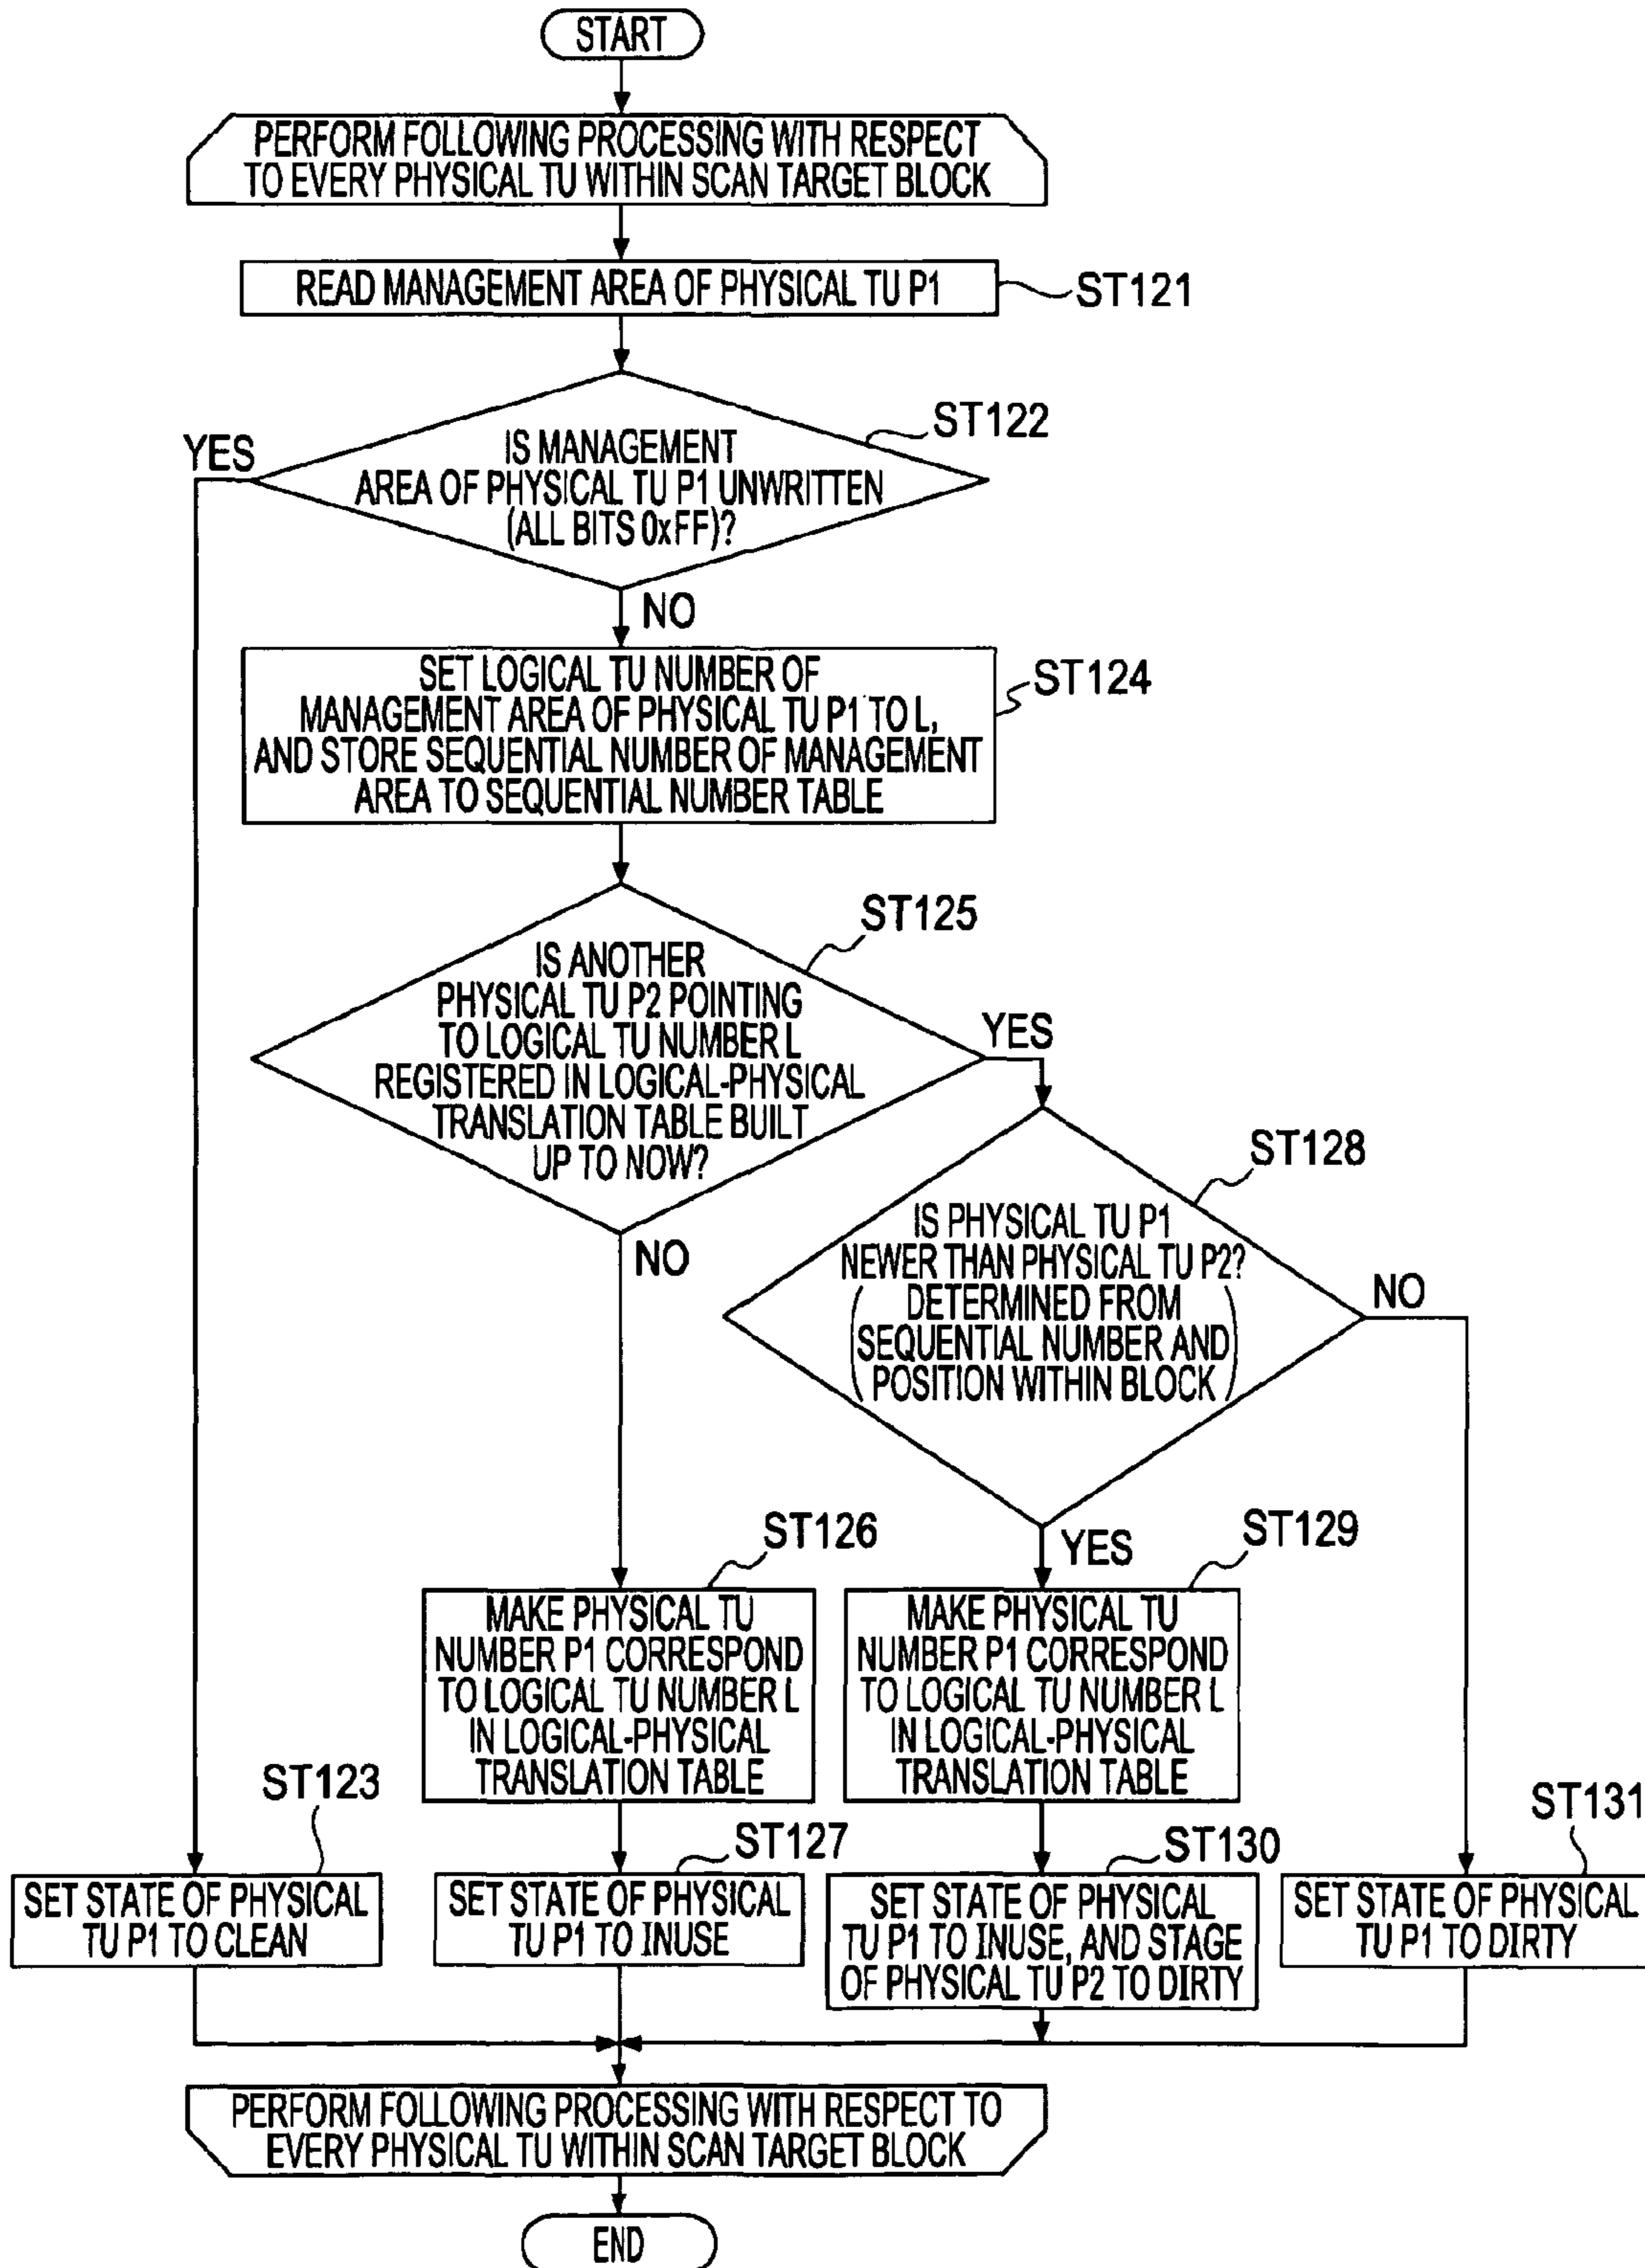 START
PERFORM FOLLOWING PROCESSING WITH RESPECT
TO EVERY PHYSICAL TU WITHIN SCAN TARGET BLOCK
READ MANAGEMENT AREA OF PHYSICAL TU P1
ST121
ST122
YES
IS MANAGEMENT
AREA OF PHYSICAL TU P1 UNWRITTEN
(ALL BITS 0xFF)?
NO
SET LOGICAL TU NUMBER OF
MANAGEMENT AREA OF PHYSICAL TU P1 TO L,
AND STORE SEQUENTIAL NUMBER OF MANAGEMENT
AREA TO SEQUENTIAL NUMBER TABLE
ST124
ST125
IS ANOTHER
PHYSICAL TU P2 POINTING
TO LOGICAL TU NUMBER L
REGISTERED IN LOGICAL-PHYSICAL
TRANSLATION TABLE BUILT
UP TO NOW?
YES
NO
ST128
IS PHYSICAL TU P1
NEWER THAN PHYSICAL TU P2?
(DETERMINED FROM
SEQUENTIAL NUMBER AND
POSITION WITHIN BLOCK)
NO
YES
ST126
MAKE PHYSICAL TU
NUMBER P1 CORRESPOND
TO LOGICAL TU NUMBER L
IN LOGICAL-PHYSICAL
TRANSLATION TABLE
ST129
MAKE PHYSICAL TU
NUMBER P1 CORRESPOND
TO LOGICAL TU NUMBER L
IN LOGICAL-PHYSICAL
TRANSLATION TABLE
ST123
SET STATE OF PHYSICAL
TU P1 TO CLEAN
ST127
SET STATE OF PHYSICAL
TU P1 TO INUSE
ST130
SET STATE OF PHYSICAL
TU P1 TO INUSE, AND STAGE
OF PHYSICAL TU P2 TO DIRTY
ST131
SET STATE OF PHYSICAL
TU P1 TO DIRTY
PERFORM FOLLOWING PROCESSING WITH RESPECT TO
EVERY PHYSICAL TU WITHIN SCAN TARGET BLOCK
END